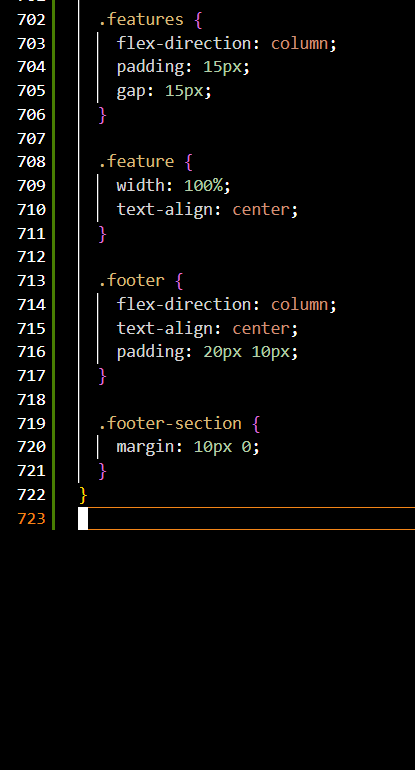 702 .features {
703 flex-direction: column;
704 padding: 15px;
705 gap: 15px;
706 }
707
708 .feature {
709 width: 100%;
710 text-align: center;
711 }
712
713 .footer {
714 flex-direction: column;
715 text-align: center;
716 padding: 20px 10px;
717 }
718
719 .footer-section {
720 margin: 10px 0;
721 }
722 }
723